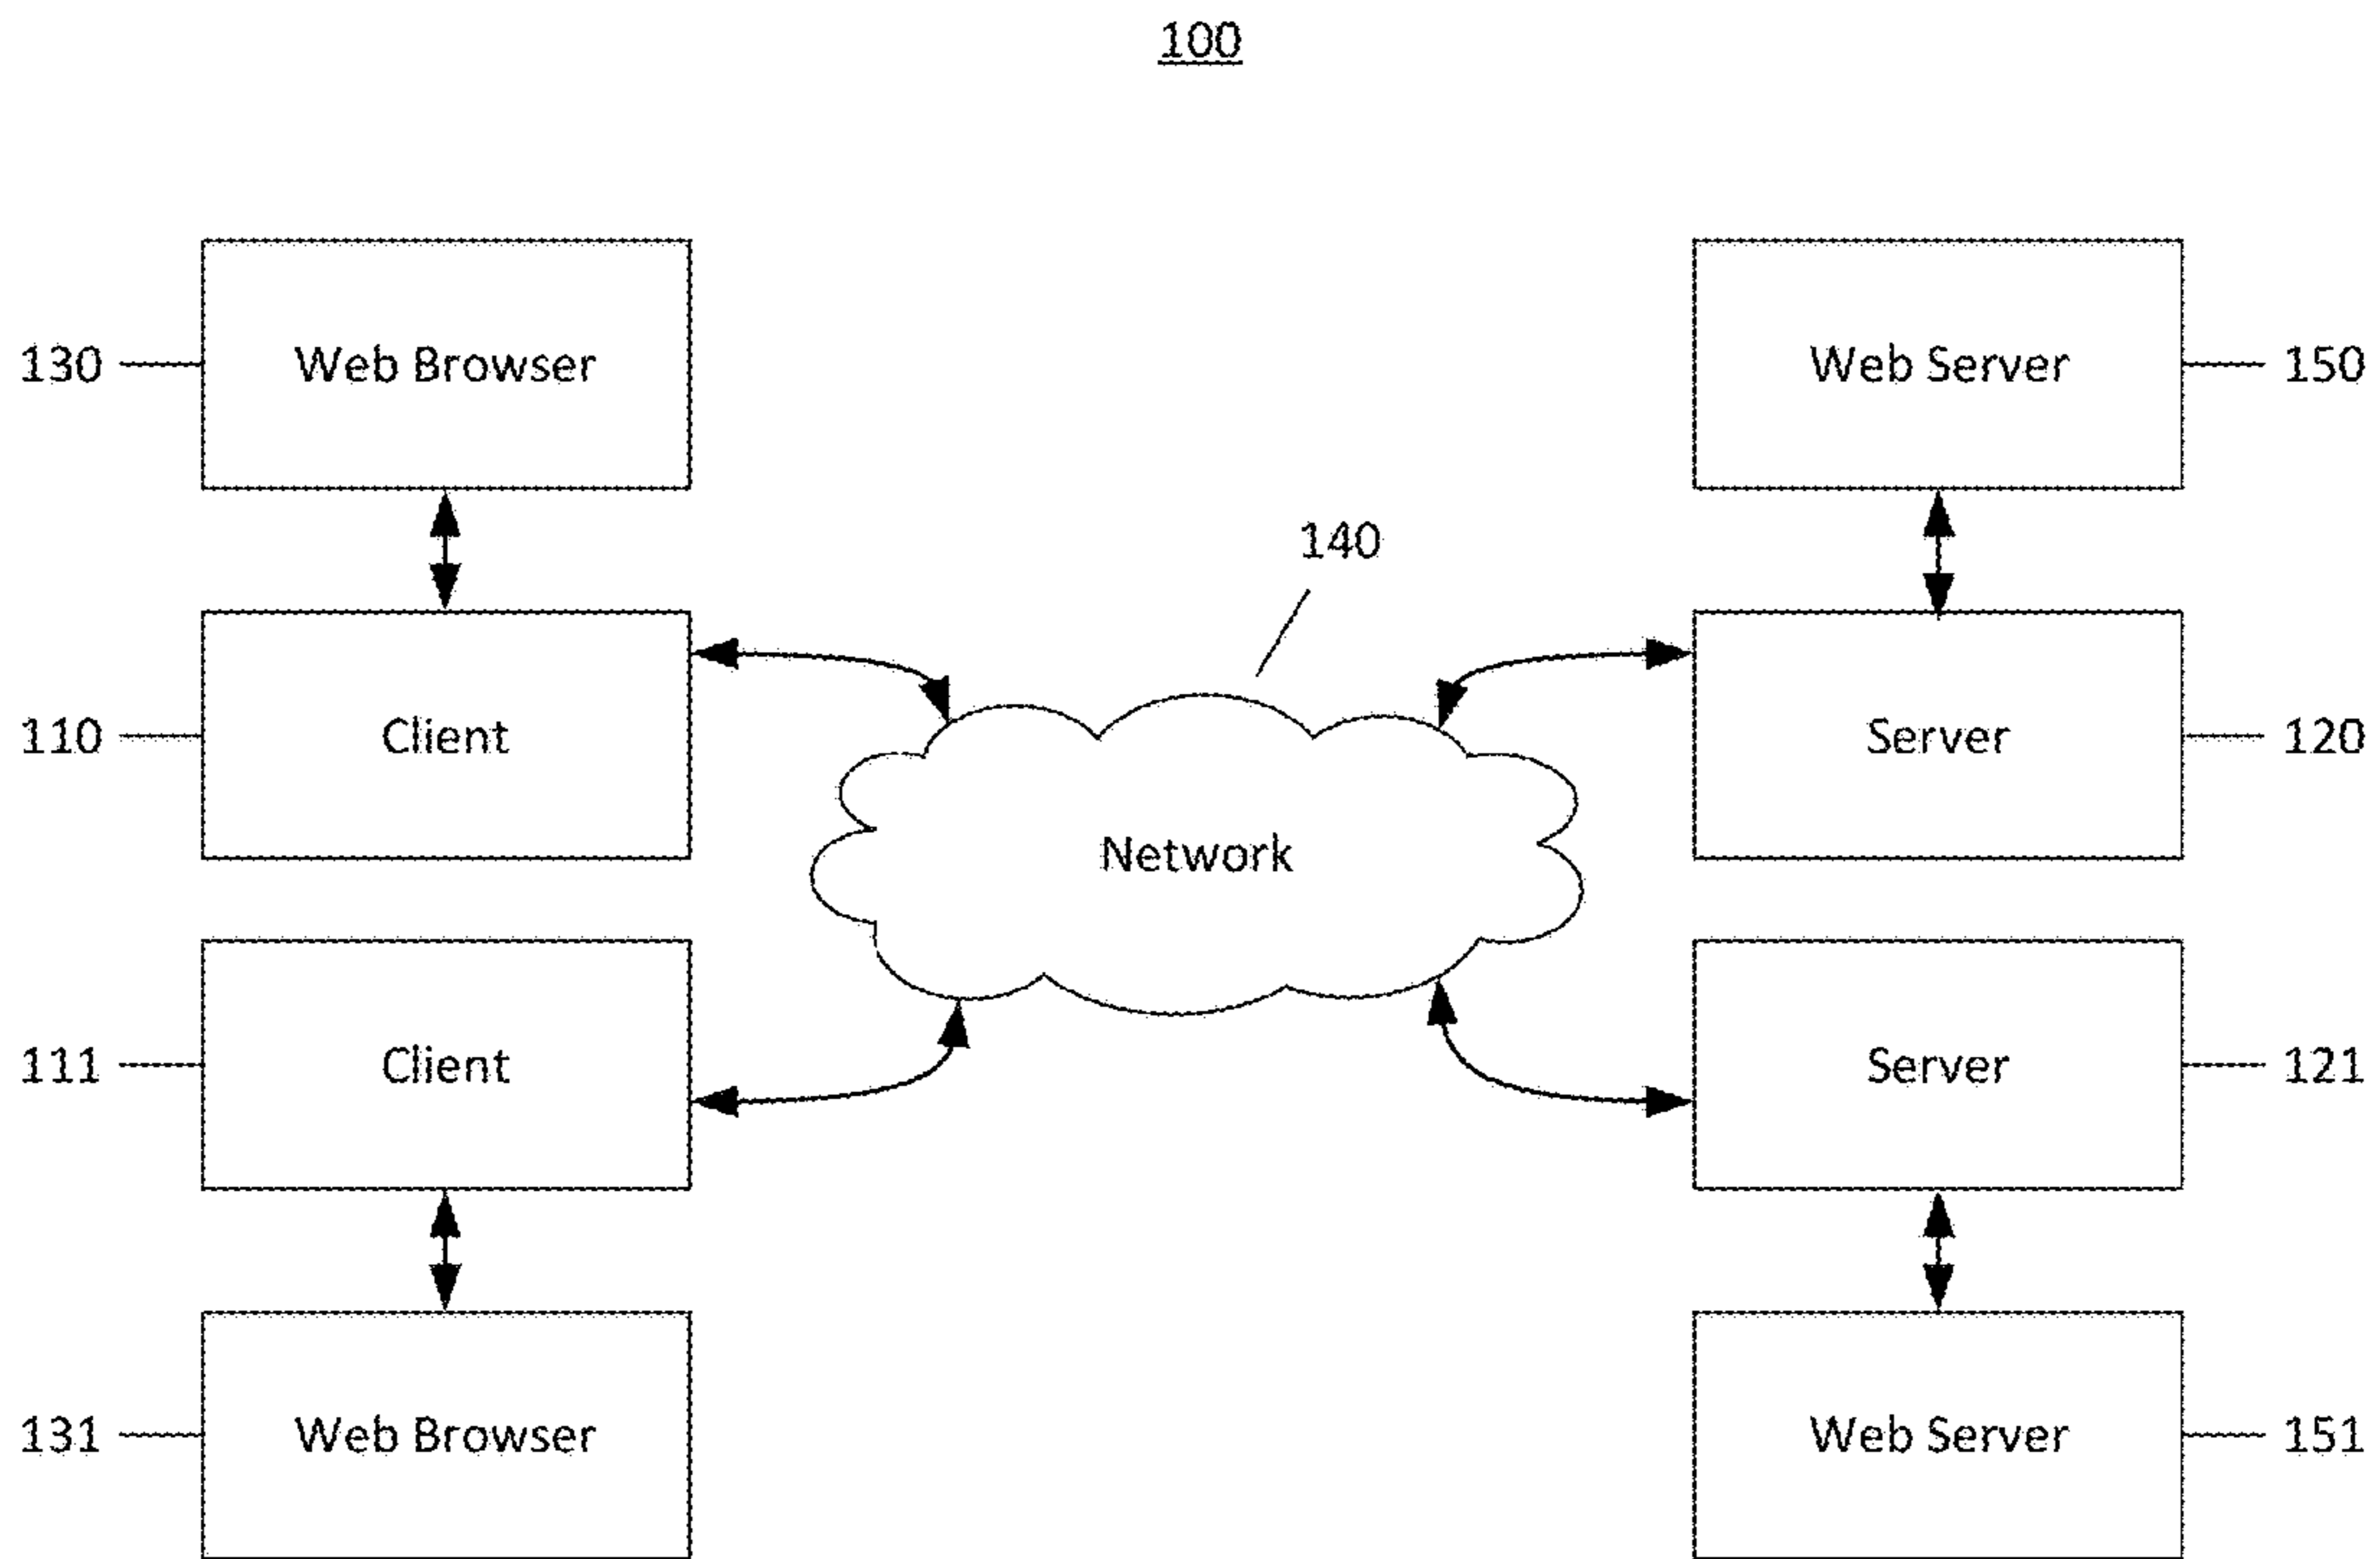 100
130 Web Browser
Web Server 150
140
110 Client
Server 120
Network
111 Client
Server 121
131 Web Browser
Web Server 151